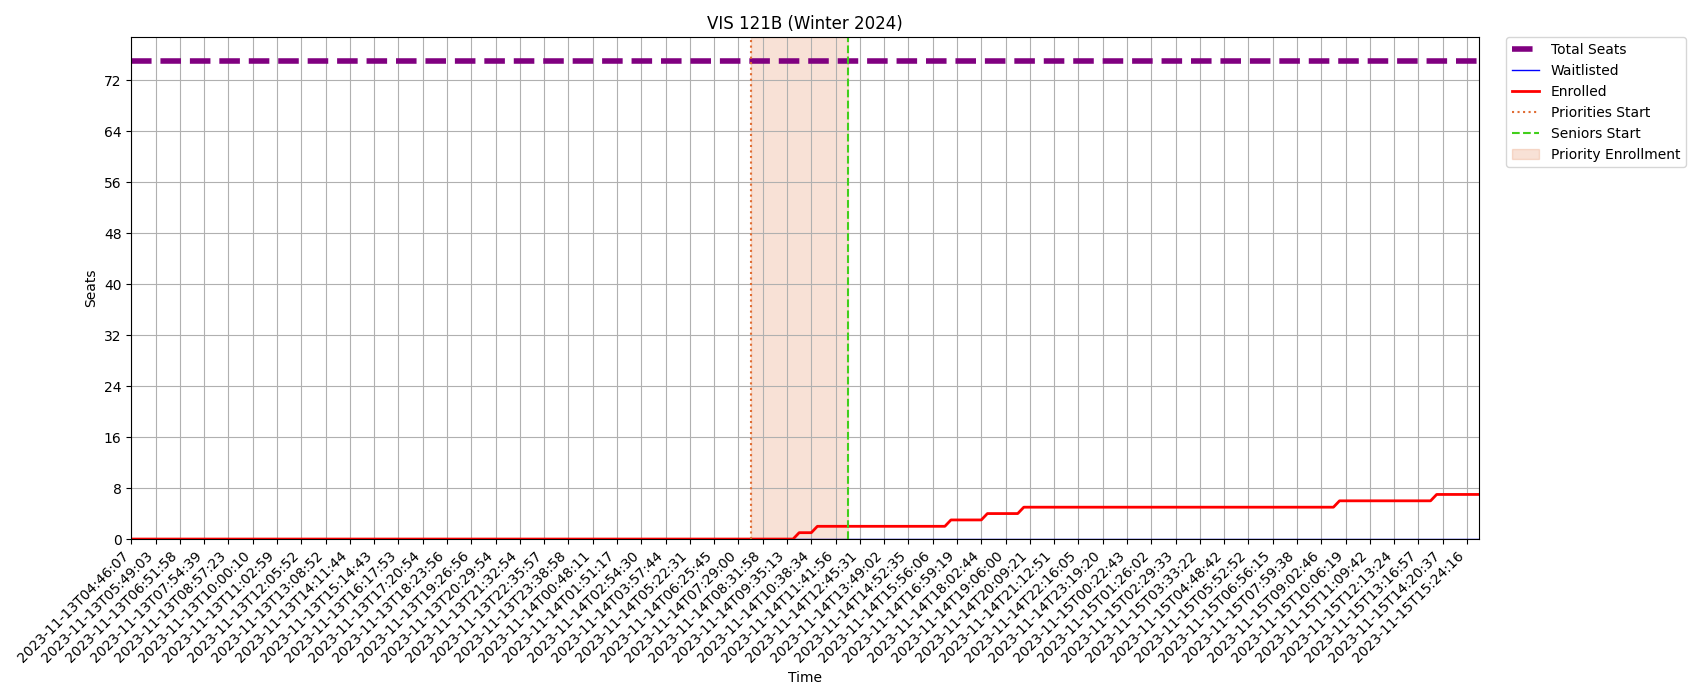 VIS 121B (Winter 2024)
Total Seats
Waitlisted
Enrolled
Priorities Start
Seniors Start
Priority Enrollment
72
64
56
48
40
32
24
16
8
0
Seats
2023-11-13T04:46:07
2023-11-13T05:49:03
2023-11-13T06:51:58
2023-11-13T07:54:39
2023-11-13T08:57:23
2023-11-13T10:00:10
2023-11-13T11:02:59
2023-11-13T12:05:52
2023-11-13T13:08:52
2023-11-13T14:11:44
2023-11-13T15:14:43
2023-11-13T16:17:53
2023-11-13T17:20:54
2023-11-13T18:23:56
2023-11-13T19:26:56
2023-11-13T20:29:54
2023-11-13T21:32:54
2023-11-13T22:35:57
2023-11-13T23:38:58
2023-11-14T00:48:11
2023-11-14T01:51:17
2023-11-14T02:54:30
2023-11-14T03:57:44
2023-11-14T05:22:31
2023-11-14T06:25:45
2023-11-14T07:29:00
2023-11-14T08:31:58
2023-11-14T09:35:13
2023-11-14T10:38:34
2023-11-14T11:41:56
2023-11-14T12:45:31
2023-11-14T13:49:02
2023-11-14T14:52:35
2023-11-14T15:56:06
2023-11-14T16:59:19
2023-11-14T18:02:44
2023-11-14T19:06:00
2023-11-14T20:09:21
2023-11-14T21:12:51
2023-11-14T22:16:05
2023-11-14T23:19:20
2023-11-15T00:22:43
2023-11-15T01:26:02
2023-11-15T02:29:33
2023-11-15T03:33:22
2023-11-15T04:48:42
2023-11-15T05:52:52
2023-11-15T06:56:15
2023-11-15T07:59:38
2023-11-15T09:02:46
2023-11-15T10:06:19
2023-11-15T11:09:42
2023-11-15T12:13:24
2023-11-15T13:16:57
2023-11-15T14:20:37
2023-11-15T15:24:16
Time